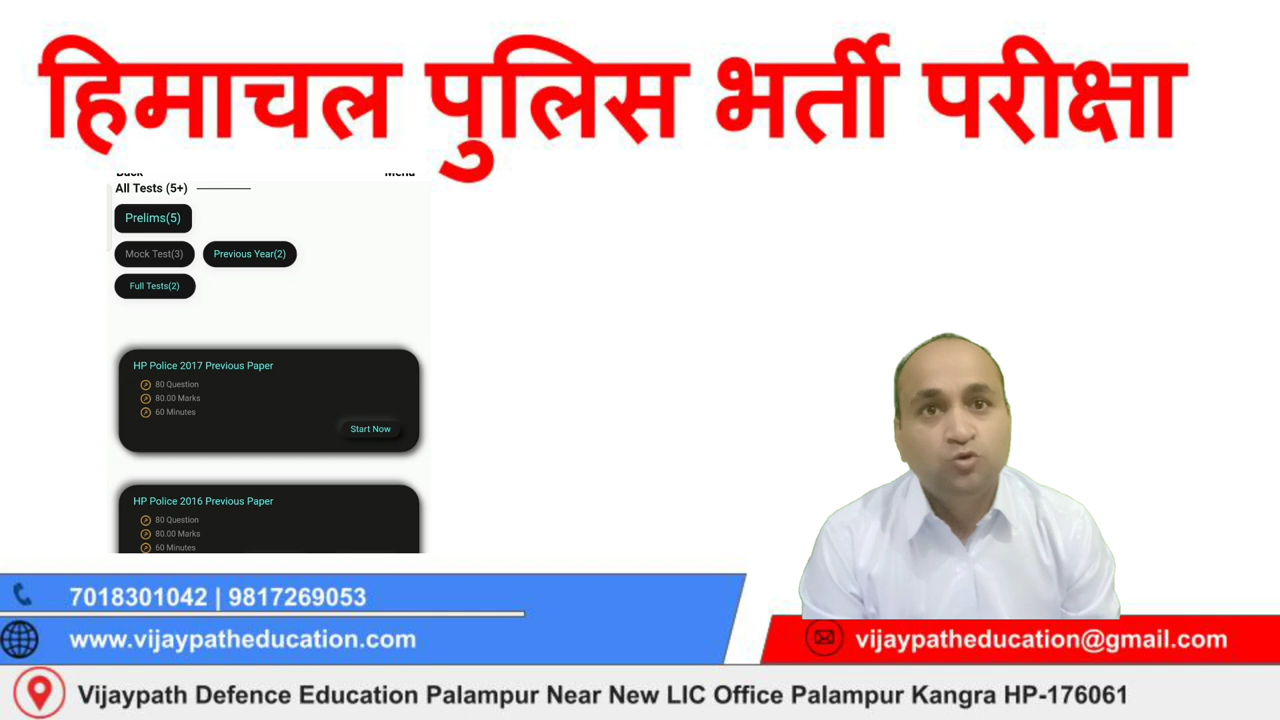 हिमाचल पुलिस भर्ती परीक्षा
Back Menu
All Tests (5+)
Prelims(5)
Mock Test(3) Previous Year(2)
Full Tests(2)
HP Police 2017 Previous Paper
80 Question
80.00 Marks
60 Minutes
Start Now
HP Police 2016 Previous Paper
80 Question
80.00 Marks
60 Minutes
7018301042 | 9817269053
www.vijaypatheducation.com
vijaypatheducation@gmail.com
Vijaypath Defence Education Palampur Near New LIC Office Palampur Kangra HP-176061